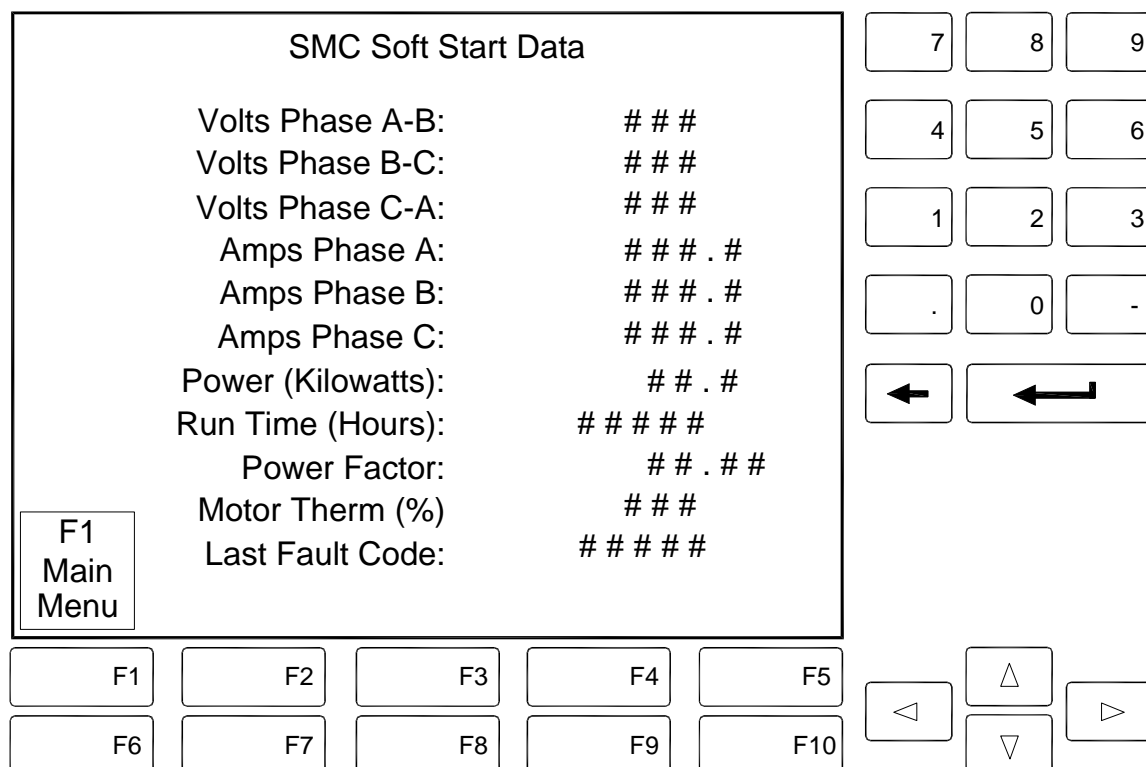 SMC Soft Start Data
Volts Phase A-B: # # #
Volts Phase B-C: # # #
Volts Phase C-A: # # #
Amps Phase A: # # # . #
Amps Phase B: # # # . #
Amps Phase C: # # # . #
Power (Kilowatts): # # . #
Run Time (Hours): # # # # #
Power Factor: # # . # #
Motor Therm (%) # # #
Last Fault Code: # # # # #
F1
Main
Menu
7 8 9
4 5 6
1 2 3
. 0 -
F1 F2 F3 F4 F5
F6 F7 F8 F9 F10